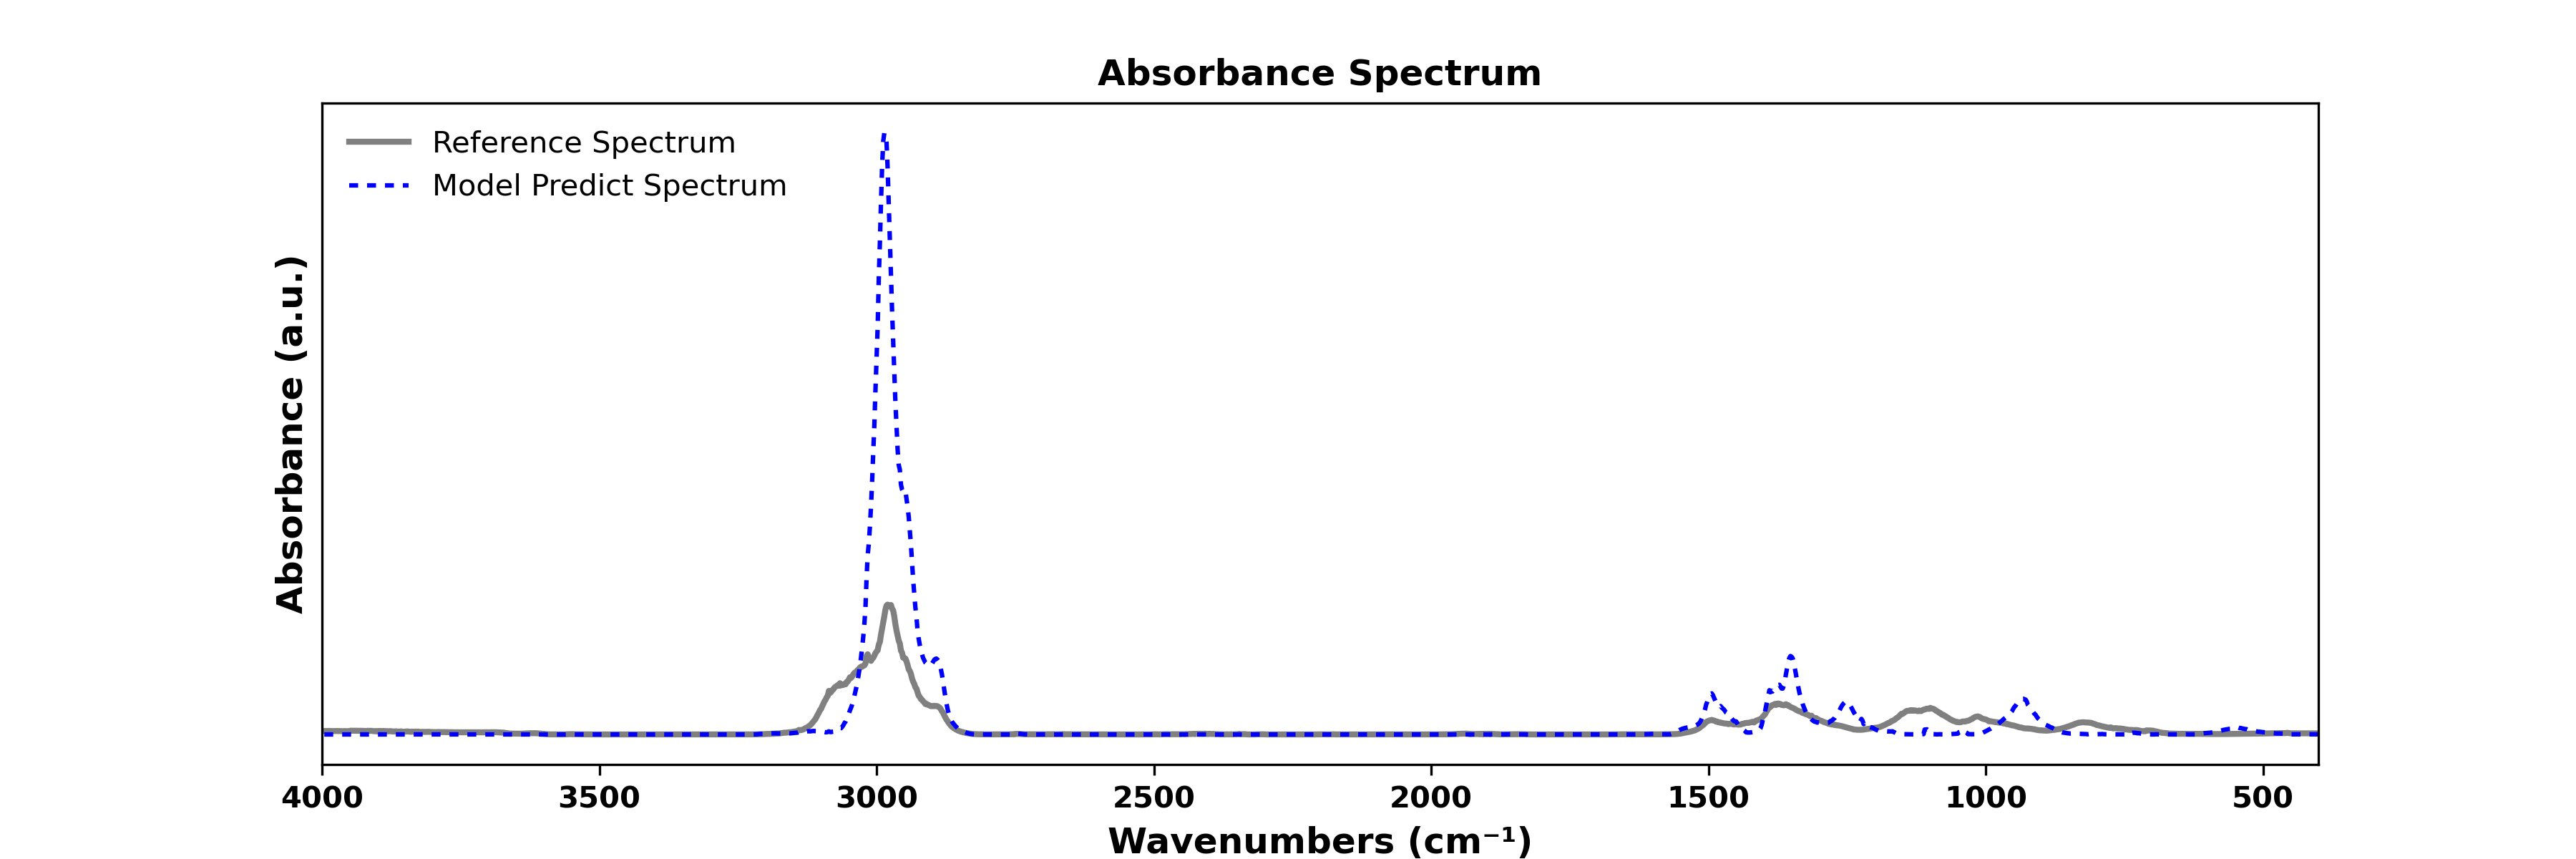 Absorbance Spectrum
Reference Spectrum
Model Predict Spectrum
Absorbance (a.u.)
4000 3500 3000 2500 2000 1500 1000 500
Wavenumbers (cm⁻¹)